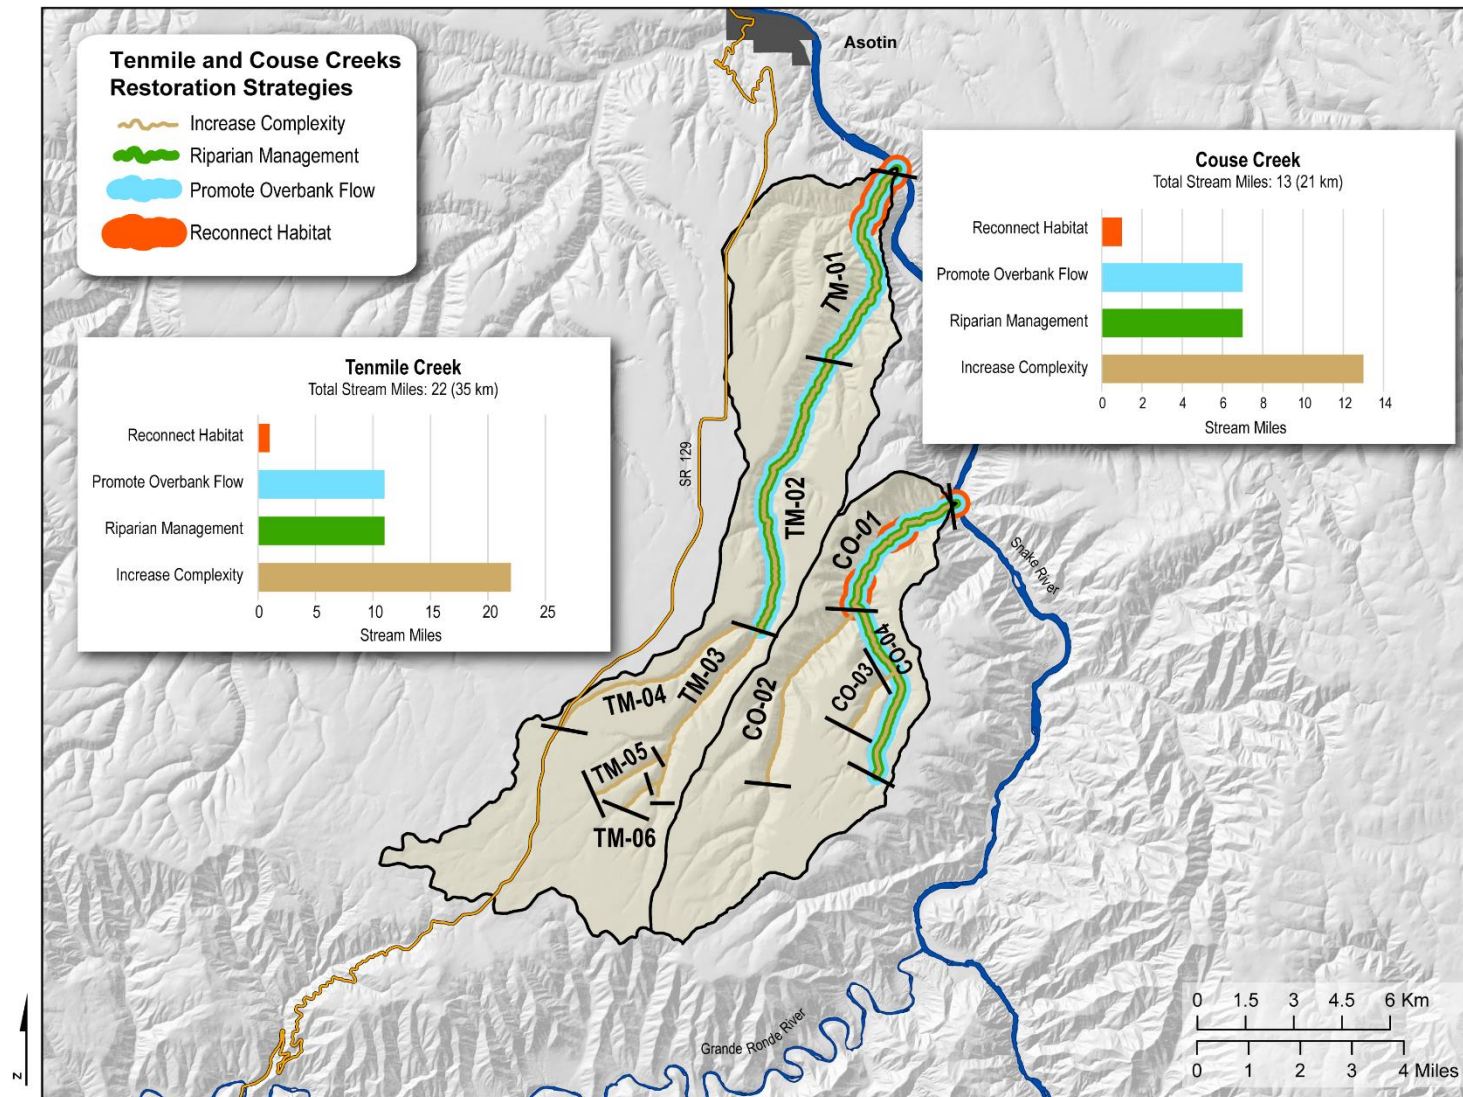 Asotin
Tenmile and Couse Creeks
Restoration Strategies
Increase Complexity
Riparian Management
Promote Overbank Flow
Reconnect Habitat
Couse Creek
Total Stream Miles: 13 (21 km)
Reconnect Habitat
Promote Overbank Flow
Riparian Management
Increase Complexity
0 2 4 6 8 10 12 14
Stream Miles
Tenmile Creek
Total Stream Miles: 22 (35 km)
Reconnect Habitat
Promote Overbank Flow
Riparian Management
Increase Complexity
0 5 10 15 20 25
Stream Miles
TM-01
SR 129
TM-02
CO-01
Snake River
CO-04
TM-03
CO-03
TM-04
CO-02
TM-05
TM-06
Grande Ronde River
0 1.5 3 4.5 6 Km
0 1 2 3 4 Miles
N